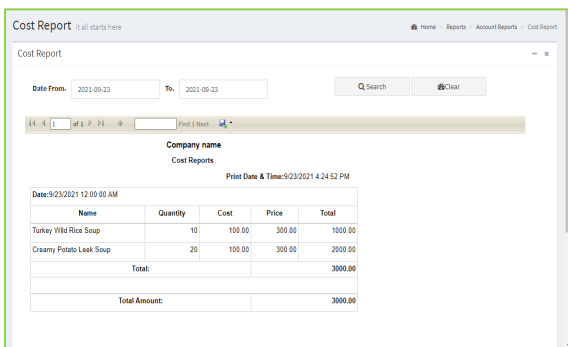 Cost Report It all starts here
Home > Reports > Account Reports > Cost Report
Cost Report
Date From. 2021-09-23 To. 2021-09-23 Search Clear
1 of 1 Find | Next
Company name
Cost Reports
Print Date & Time:9/23/2021 4:24:52 PM
Date:9/23/2021 12:00:00 AM
Name Quantity Cost Price Total
Turkey Wild Rice Soup 10 100.00 300.00 1000.00
Creamy Potato Leek Soup 20 100.00 300.00 2000.00
Total: 3000.00
Total Amount: 3000.00